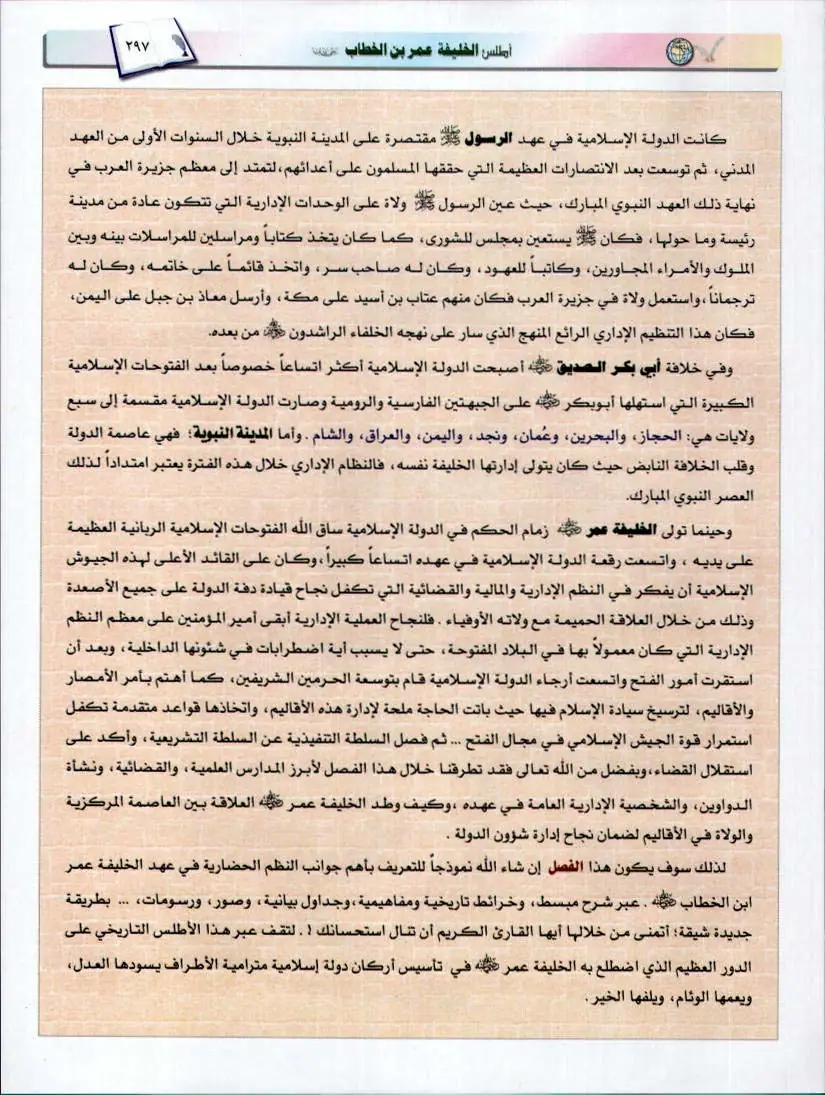 أطلس الخليفة عمر بن الخطاب
٢٩٧
كانت الدولة الإسلامية في عهد الرسول ﷺ مقتصرة على المدينة النبوية خلال السنوات الأولى من العهد
المدني، ثم توسعت بعد الانتصارات العظيمة التي حققها المسلمون على أعدائهم،لتمتد إلى معظم جزيرة العرب في
نهاية ذلك العهد النبوي المبارك، حيث عين الرسول ﷺ ولاة على الوحدات الإدارية التي تتكون عادة من مدينة
رئيسة وما حولها، فكان ﷺ يستعين بمجلس للشورى، كما كان يتخذ كتاباً ومراسلين للمراسلات بينه وبين
الملوك والأمراء المجاورين، وكاتباً للعهود، وكان له صاحب سر، واتخذ قائماً على خاتمه، وكان له
ترجماناً،واستعمل ولاة في جزيرة العرب فكان منهم عتاب بن أسيد على مكة، وأرسل معاذ بن جبل على اليمن،
فكان هذا التنظيم الإداري الرائع المنهج الذي سار على نهجه الخلفاء الراشدون من بعده.
وفي خلافة أبي بكر الصديق أصبحت الدولة الإسلامية أكثر اتساعاً خصوصاً بعد الفتوحات الإسلامية
الكبيرة التي استهلها أبوبكر على الجبهتين الفارسية والرومية وصارت الدولة الإسلامية مقسمة إلى سبع
ولايات هي: الحجاز، والبحرين، وعُمان، ونجد، واليمن، والعراق، والشام . وأما المدينة النبوية؛ فهي عاصمة الدولة
وقلب الخلافة النابض حيث كان يتولى إدارتها الخليفة نفسه، فالنظام الإداري خلال هذه الفترة يعتبر امتداداً لذلك
العصر النبوي المبارك.
وحينما تولى الخليفة عمر زمام الحكم في الدولة الإسلامية ساق الله الفتوحات الإسلامية الربانية العظيمة
على يديه ، واتسعت رقعة الدولة الإسلامية في عهده اتساعاً كبيراً،وكان على القائد الأعلى لهذه الجيوش
الإسلامية أن يفكر في النظم الإدارية والمالية والقضائية التي تكفل نجاح قيادة دفة الدولة على جميع الأصعدة
وذلك من خلال العلاقة الحميمة مع ولاته الأوفياء . فلنجاح العملية الإدارية أبقى أمير المؤمنين على معظم النظم
الإدارية التي كان معمولاً بها في البلاد المفتوحة، حتى لا يسبب أية اضطرابات في شئونها الداخلية، وبعد أن
استقرت أمور الفتح واتسعت أرجاء الدولة الإسلامية قام بتوسعة الحرمين الشريفين، كما أهتم بأمر الأمصار
والأقاليم، لترسيخ سيادة الإسلام فيها حيث باتت الحاجة ملحة لإدارة هذه الأقاليم، واتخاذها قواعد متقدمة تكفل
استمرار قوة الجيش الإسلامي في مجال الفتح ... ثم فصل السلطة التنفيذية عن السلطة التشريعية، وأكد على
استقلال القضاء،وبفضل من الله تعالى فقد تطرقنا خلال هذا الفصل لأبرز المدارس العلمية، والقضائية، ونشأة
الدواوين، والشخصية الإدارية العامة في عهده ،وكيف وطد الخليفة عمر العلاقة بين العاصمة المركزية
والولاة في الأقاليم لضمان نجاح إدارة شؤون الدولة .
لذلك سوف يكون هذا الفصل إن شاء الله نموذجاً للتعريف بأهم جوانب النظم الحضارية في عهد الخليفة عمر
ابن الخطاب . عبر شرح مبسط، وخرائط تاريخية ومفاهيمية،وجداول بيانية، وصور، ورسومات، ... بطريقة
جديدة شيقة؛ أتمنى من خلالها أيها القارئ الكريم أن تنال استحسانك ! . لتقف عبر هذا الأطلس التاريخي على
الدور العظيم الذي اضطلع به الخليفة عمر في تأسيس أركان دولة إسلامية مترامية الأطراف يسودها العدل،
ويعمها الوئام، ويلفها الخير .